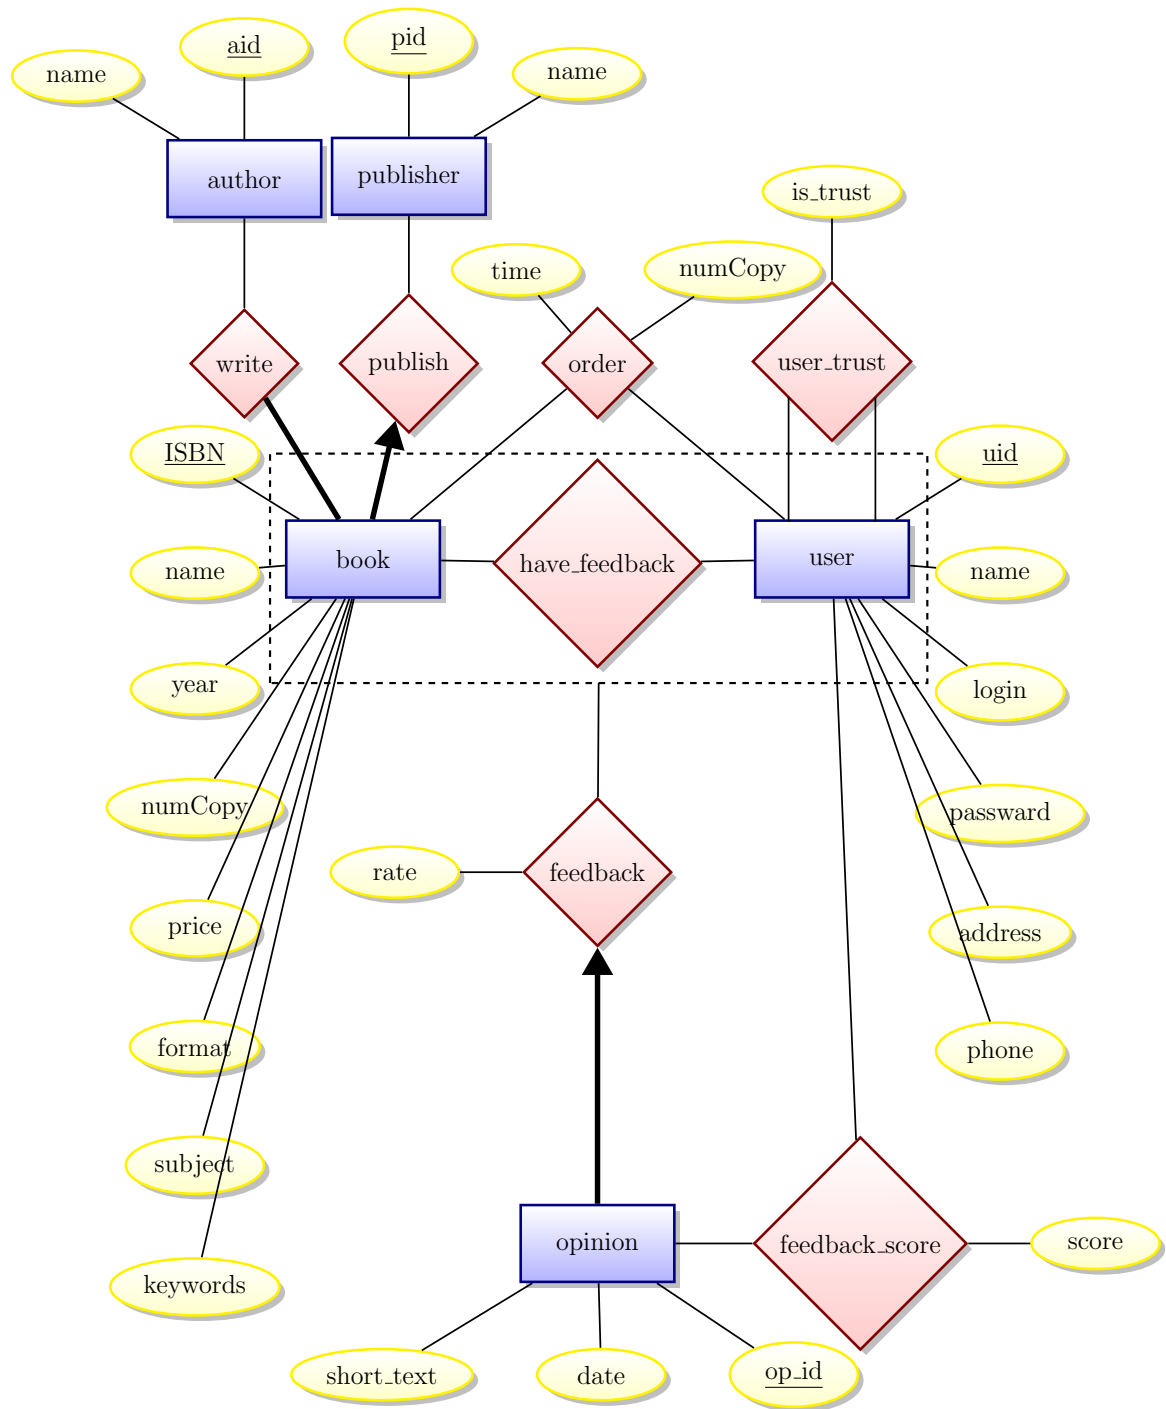 aid
pid
name
name
author
publisher
is_trust
time
numCopy
write
publish
order
user_trust
ISBN
uid
book
have_feedback
user
name
name
year
login
numCopy
passward
rate
feedback
price
address
format
phone
subject
opinion
feedback_score
score
keywords
short_text
date
op_id